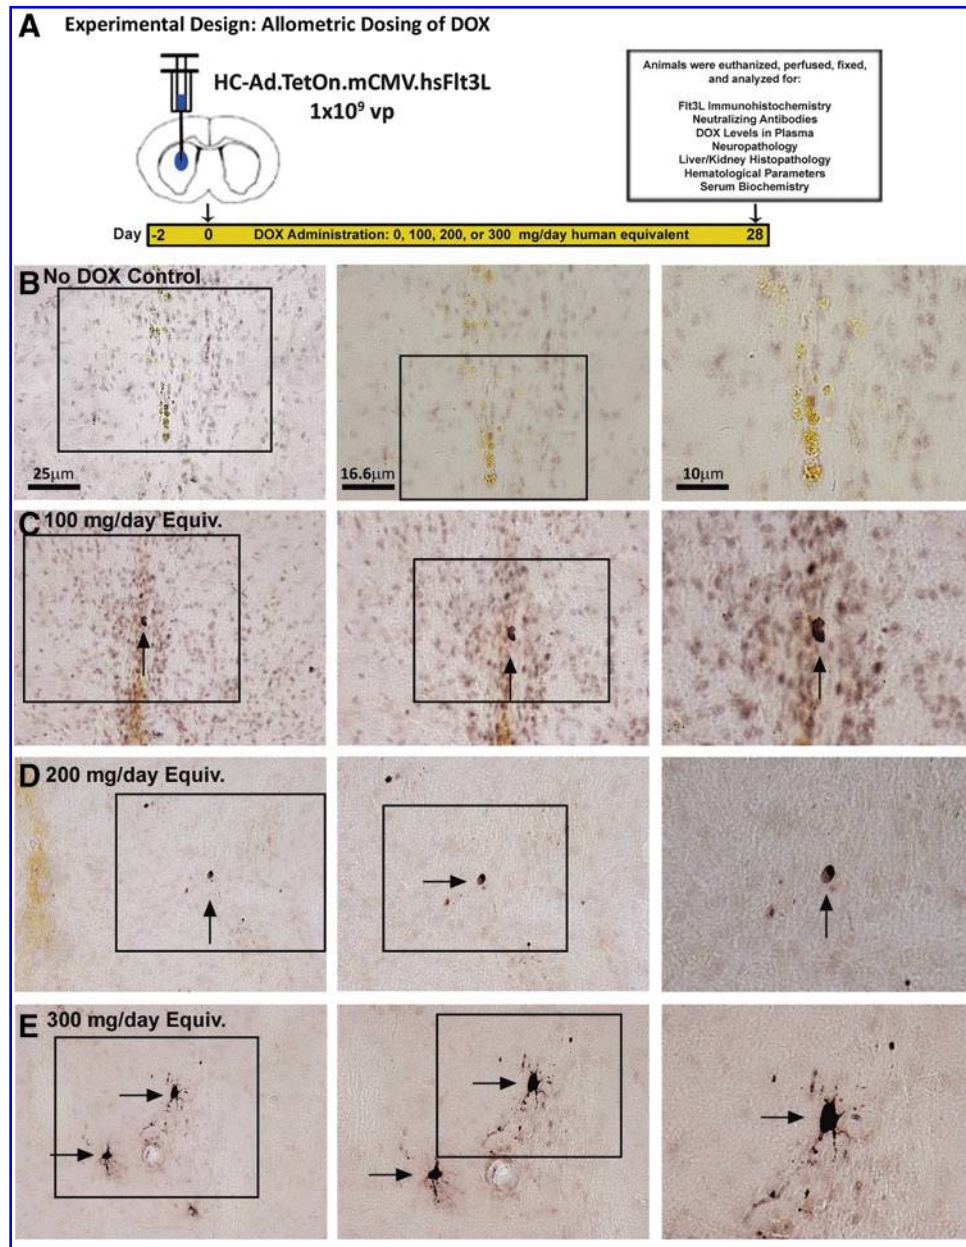 A Experimental Design: Allometric Dosing of DOX
HC-Ad.TetOn.mCMV.hsFlt3L
1x10⁹ vp
Animals were euthanized, perfused, fixed,
and analyzed for:
Flt3L Immunohistochemistry
Neutralizing Antibodies
DOX Levels in Plasma
Neuropathology
Liver/Kidney Histopathology
Hematological Parameters
Serum Biochemistry
Day -2 0 DOX Administration: 0, 100, 200, or 300 mg/day human equivalent 28
B No DOX Control
25µm 16.6µm 10µm
C 100 mg/day Equiv.
D 200 mg/day Equiv.
E 300 mg/day Equiv.